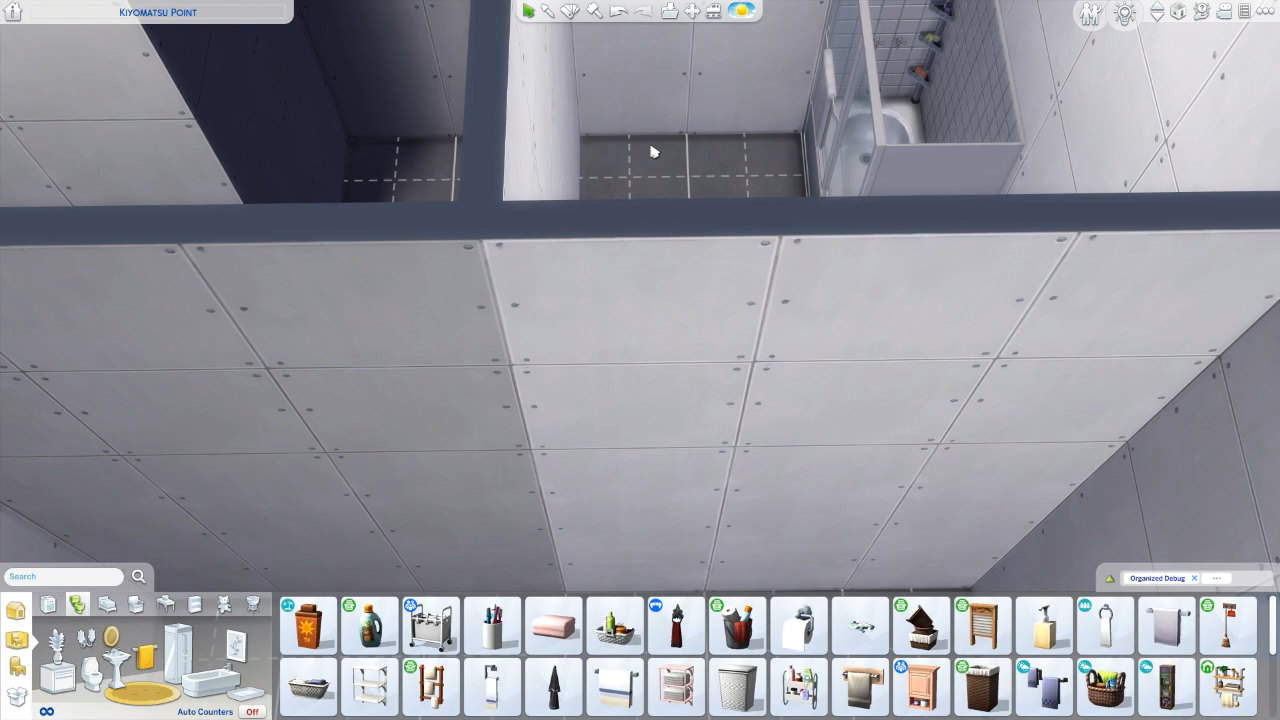 Kiyomatsu Point
Search
Organized Debug
Auto Counters
Off